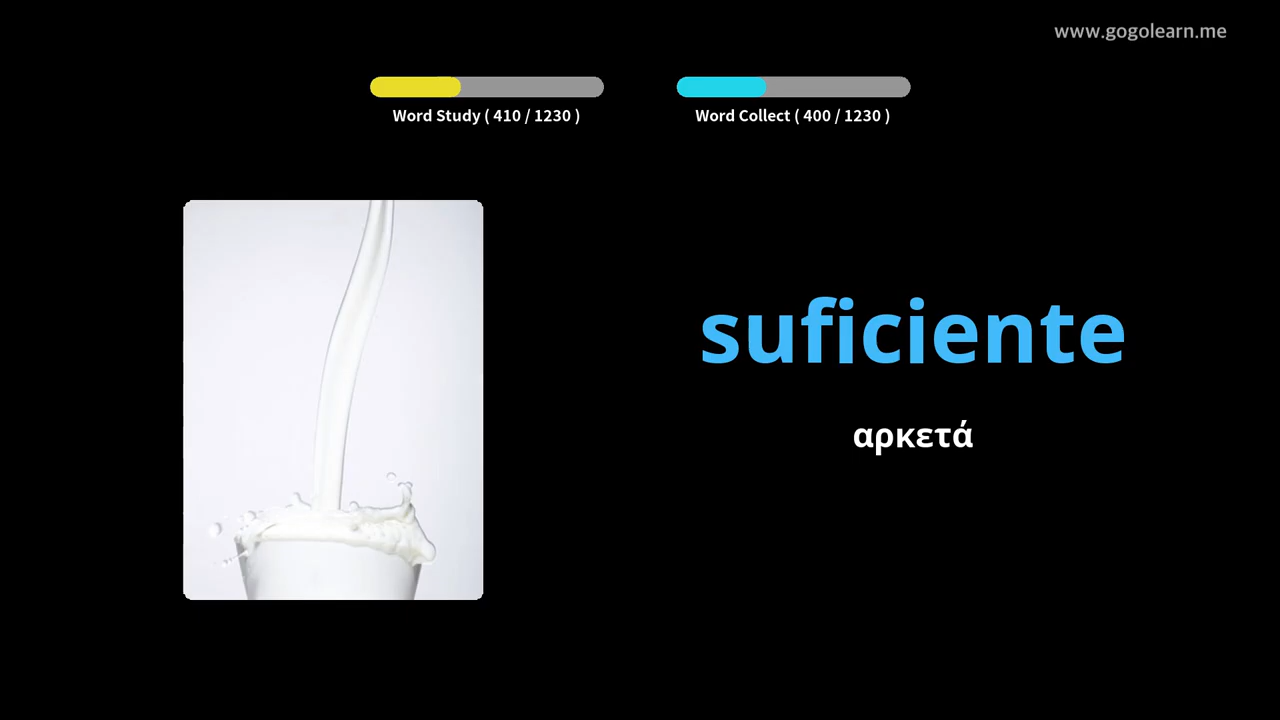 www.gogolearn.me
Word Study ( 410 / 1230 )
Word Collect ( 400 / 1230 )
suficiente
αρκετά